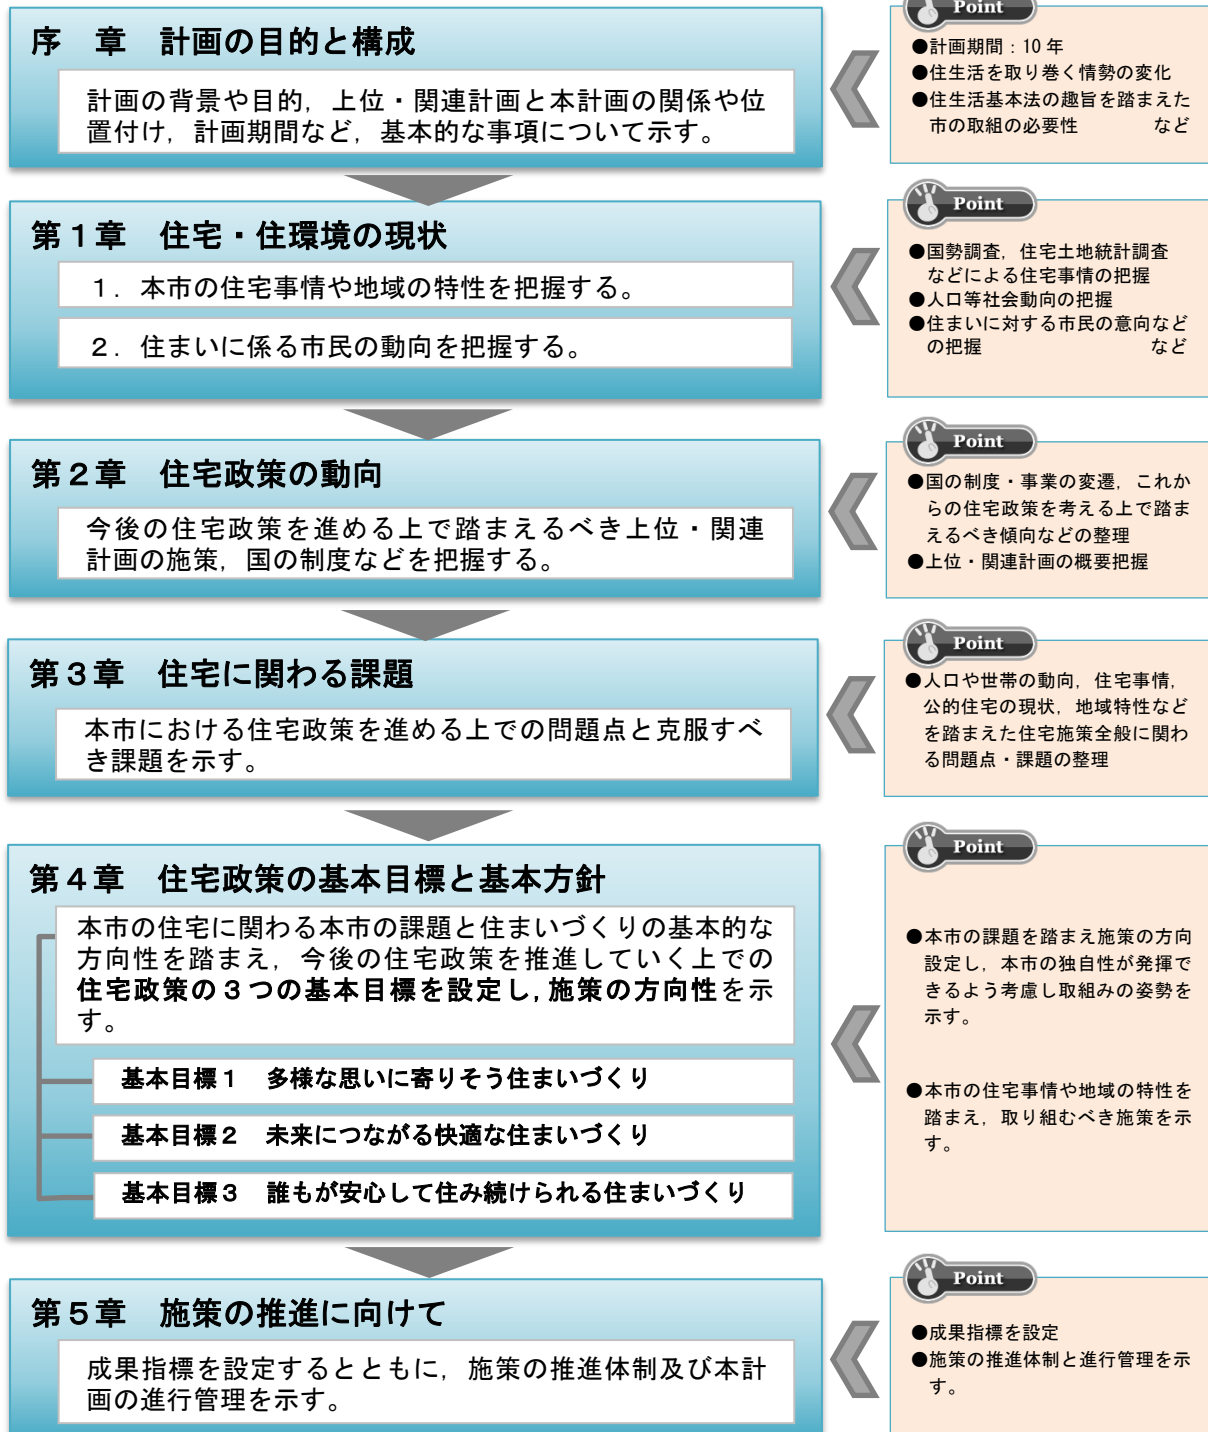 序　章　計画の目的と構成
計画の背景や目的，上位・関連計画と本計画の関係や位
置付け，計画期間など，基本的な事項について示す。
Point
●計画期間：10 年
●住生活を取り巻く情勢の変化
●住生活基本法の趣旨を踏まえた
市の取組の必要性　　　　など
第１章　住宅・住環境の現状
１．本市の住宅事情や地域の特性を把握する。
２．住まいに係る市民の動向を把握する。
Point
●国勢調査，住宅土地統計調査
などによる住宅事情の把握
●人口等社会動向の把握
●住まいに対する市民の意向など
の把握　　　　　　　　　など
第２章　住宅政策の動向
今後の住宅政策を進める上で踏まえるべき上位・関連
計画の施策，国の制度などを把握する。
Point
●国の制度・事業の変遷，これか
らの住宅政策を考える上で踏ま
えるべき傾向などの整理
●上位・関連計画の概要把握
第３章　住宅に関わる課題
本市における住宅政策を進める上での問題点と克服すべ
き課題を示す。
Point
●人口や世帯の動向，住宅事情，
公的住宅の現状，地域特性など
を踏まえた住宅施策全般に関わ
る問題点・課題の整理
第４章　住宅政策の基本目標と基本方針
本市の住宅に関わる本市の課題と住まいづくりの基本的な
方向性を踏まえ，今後の住宅政策を推進していく上での
住宅政策の３つの基本目標を設定し，施策の方向性を示
す。
基本目標１　多様な思いに寄りそう住まいづくり
基本目標２　未来につながる快適な住まいづくり
基本目標３　誰もが安心して住み続けられる住まいづくり
Point
●本市の課題を踏まえ施策の方向
設定し，本市の独自性が発揮で
きるよう考慮し取組みの姿勢を
示す。
●本市の住宅事情や地域の特性を
踏まえ，取り組むべき施策を示
す。
第５章　施策の推進に向けて
成果指標を設定するとともに，施策の推進体制及び本計
画の進行管理を示す。
Point
●成果指標を設定
●施策の推進体制と進行管理を示
す。